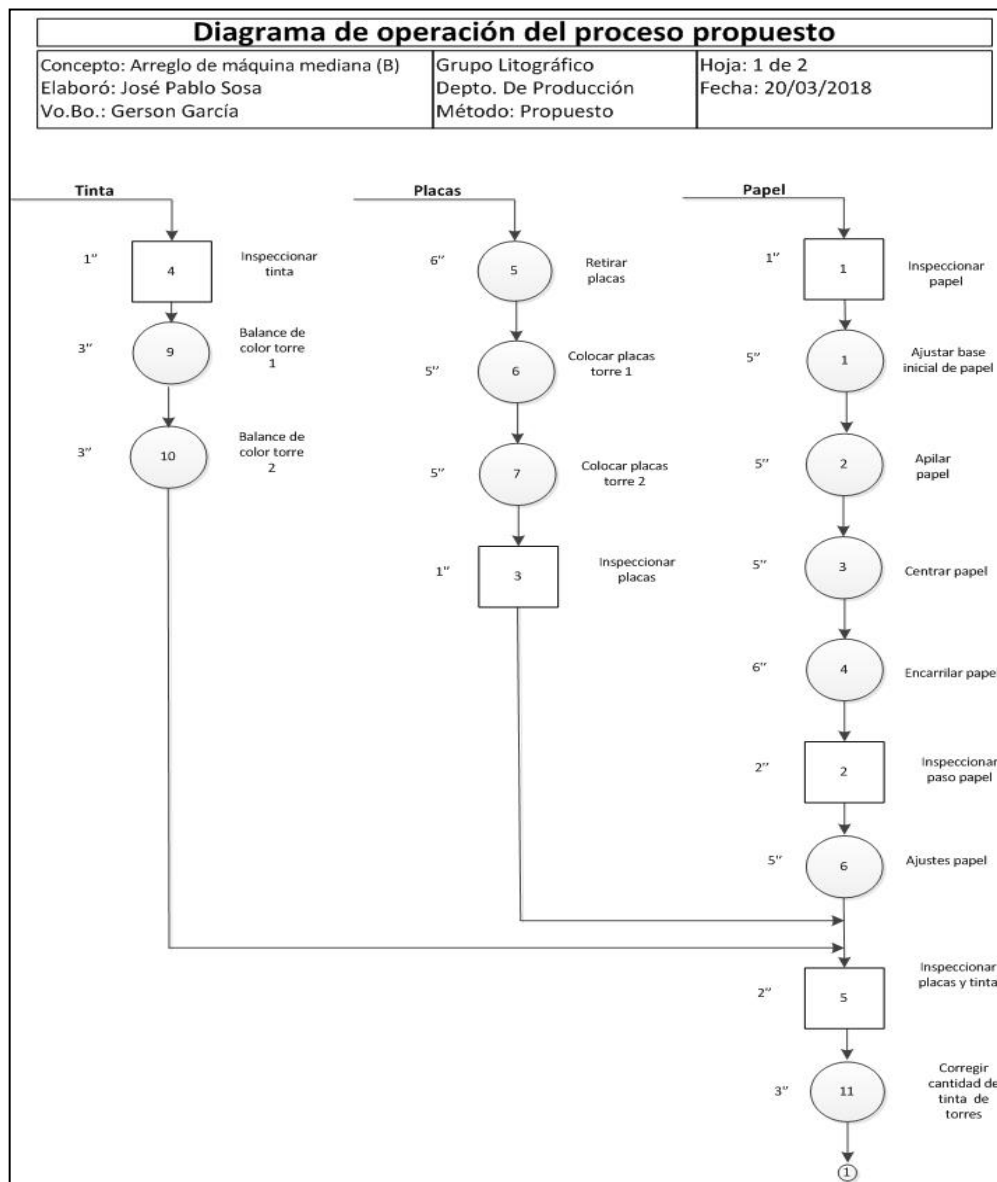 Diagrama de operación del proceso propuesto
Concepto: Arreglo de máquina mediana (B)
Elaboró: José Pablo Sosa
Vo.Bo.: Gerson García
Grupo Litográfico
Depto. De Producción
Método: Propuesto
Hoja: 1 de 2
Fecha: 20/03/2018
Tinta
1’’
4
Inspeccionar
tinta
3’’
9
Balance de
color torre
1
3’’
10
Balance de
color torre
2
Placas
6’’
5
Retirar
placas
5’’
6
Colocar placas
torre 1
5’’
7
Colocar placas
torre 2
1’’
3
Inspeccionar
placas
Papel
1’’
1
Inspeccionar
papel
5’’
1
Ajustar base
inicial de papel
5’’
2
Apilar
papel
5’’
3
Centrar papel
6’’
4
Encarrilar papel
2’’
2
Inspeccionar
paso papel
5’’
6
Ajustes papel
2’’
5
Inspeccionar
placas y tinta
3’’
11
Corregir
cantidad de
tinta de
torres
1